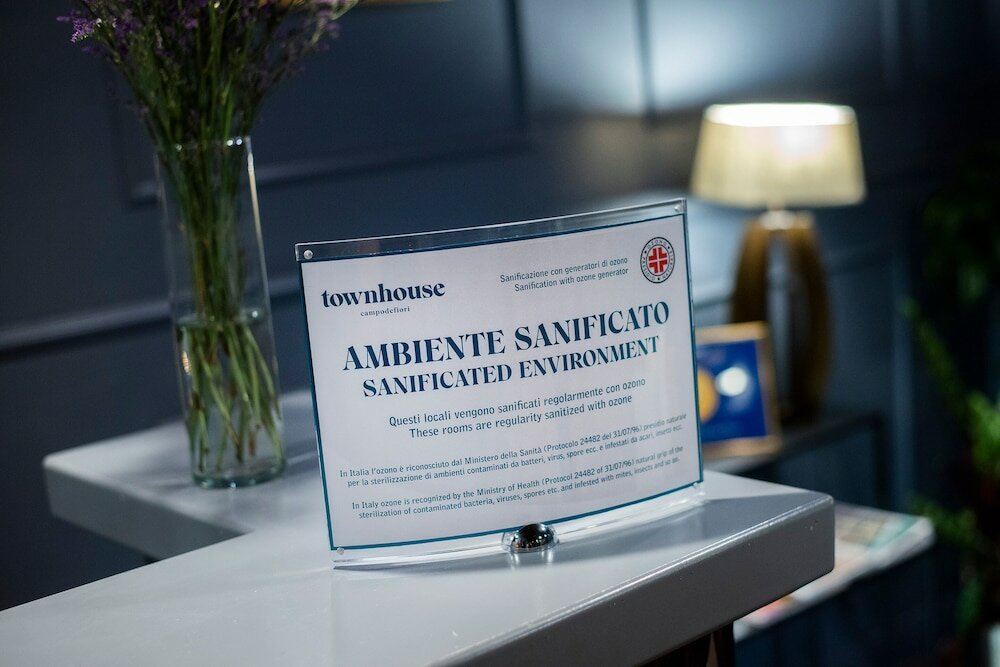 townhouse
campodefiori
Sanificazione con generatori di ozono
Sanification with ozone generator
OZONO
AMBIENTE SANIFICATO
SANIFICATED ENVIRONMENT
Questi locali vengono sanificati regolarmente con ozono
These rooms are regularity sanitized with ozone
In Italia l'ozono è riconosciuto dal Ministero della Sanità (Protocolo 24482 del 31/07/96) presidio naturale
per la sterilizzazione di ambienti contaminati da batteri, virus, spore ecc. e infestati da acari, insetti ecc.
In Italy ozone is recognized by the Ministry of Health (Protocol 24482 of 31/07/96) natural grip of the
sterilization of contaminated bacteria, viruses, spores etc. and infested with mites, insects and so on.